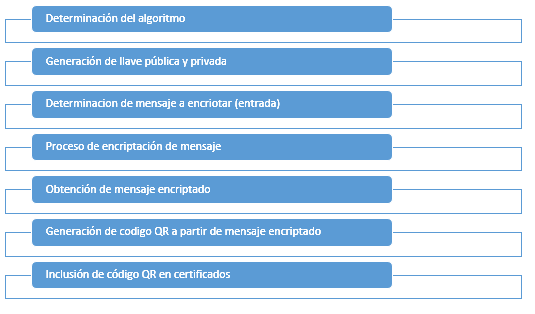 Determinación del algoritmo
Generación de llave pública y privada
Determinacion de mensaje a encriotar (entrada)
Proceso de encriptación de mensaje
Obtención de mensaje encriptado
Generación de codigo QR a partir de mensaje encriptado
Inclusión de código QR en certificados